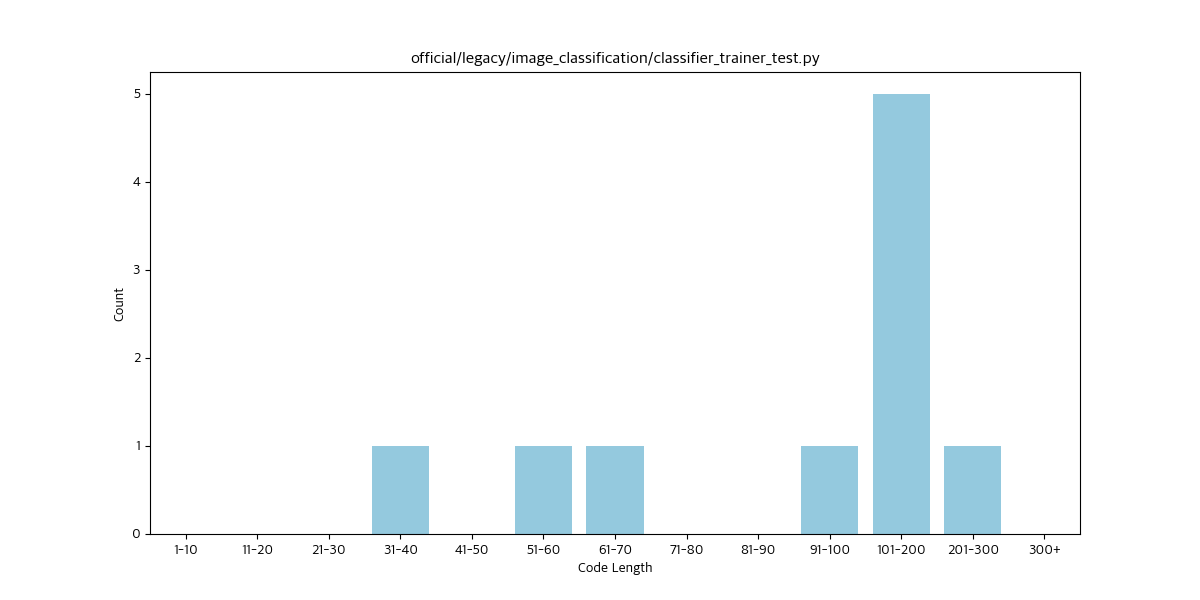 official/legacy/image_classification/classifier_trainer_test.py
5
4
3
2
1
0
Count
1-10 11-20 21-30 31-40 41-50 51-60 61-70 71-80 81-90 91-100 101-200 201-300 300+
Code Length